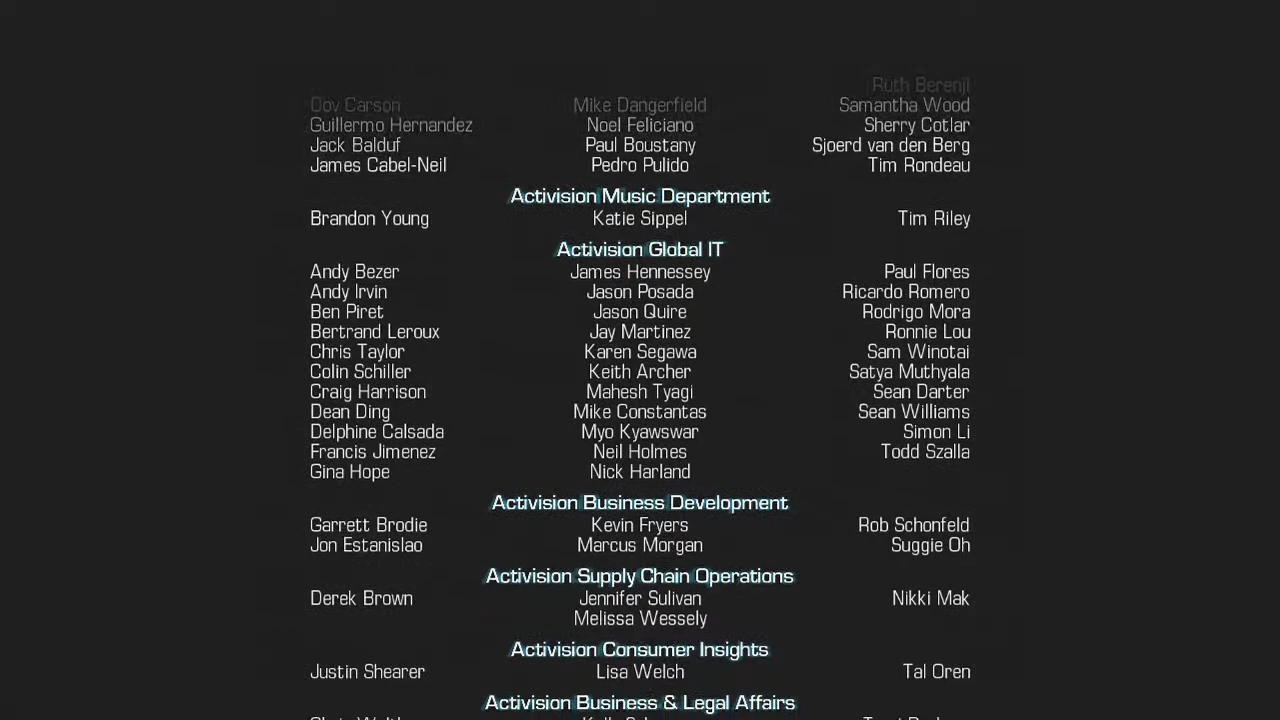 Ruth Berenji
Dov Carson Mike Dangerfield Samantha Wood
Guillermo Hernandez Noel Feliciano Sherry Cotlar
Jack Balduf Paul Boustany Sjoerd van den Berg
James Cabel-Neil Pedro Pulido Tim Rondeau
Activision Music Department
Brandon Young Katie Sippel Tim Riley
Activision Global IT
Andy Bezer James Hennessey Paul Flores
Andy Irvin Jason Posada Ricardo Romero
Ben Piret Jason Quire Rodrigo Mora
Bertrand Leroux Jay Martinez Ronnie Lou
Chris Taylor Karen Segawa Sam Winotai
Colin Schiller Keith Archer Satya Muthyala
Craig Harrison Mahesh Tyagi Sean Darter
Dean Ding Mike Constantas Sean Williams
Delphine Calsada Myo Kyawswar Simon Li
Francis Jimenez Neil Holmes Todd Szalla
Gina Hope Nick Harland
Activision Business Development
Garrett Brodie Kevin Fryers Rob Schonfeld
Jon Estanislao Marcus Morgan Suggie Oh
Activision Supply Chain Operations
Derek Brown Jennifer Sulivan Nikki Mak
Melissa Wessely
Activision Consumer Insights
Justin Shearer Lisa Welch Tal Oren
Activision Business & Legal Affairs